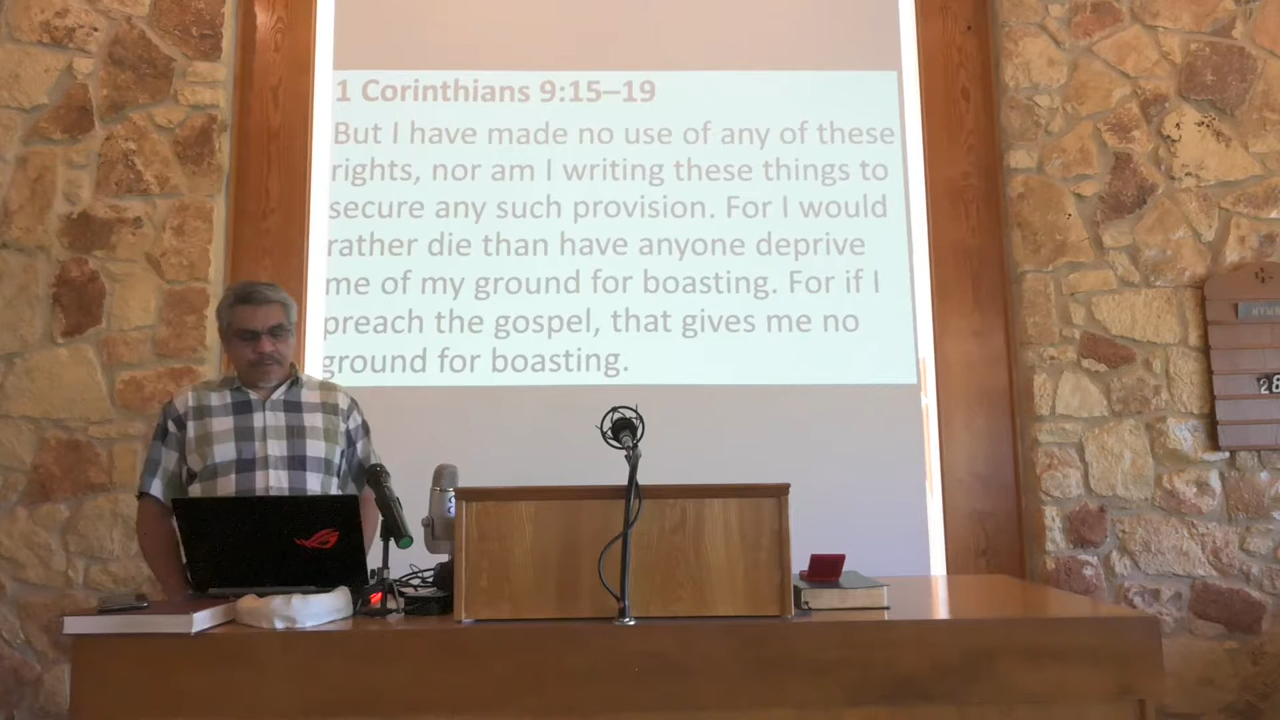 1 Corinthians 9:15–19
But I have made no use of any of these
rights, nor am I writing these things to
secure any such provision. For I would
rather die than have anyone deprive
me of my ground for boasting. For if I
preach the gospel, that gives me no
ground for boasting.
HYMN
28